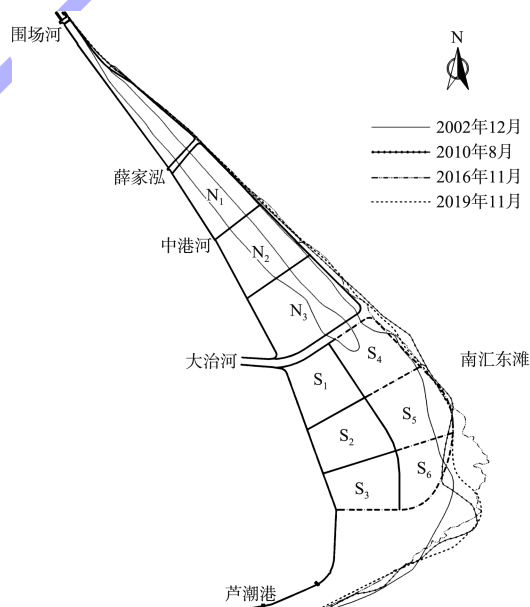 围场河
N
2002年12月
2010年8月
2016年11月
2019年11月
薛家泓
N₁
中港河
N₂
N₃
大治河
S₄
南汇东滩
S₁
S₅
S₂
S₆
S₃
芦潮港